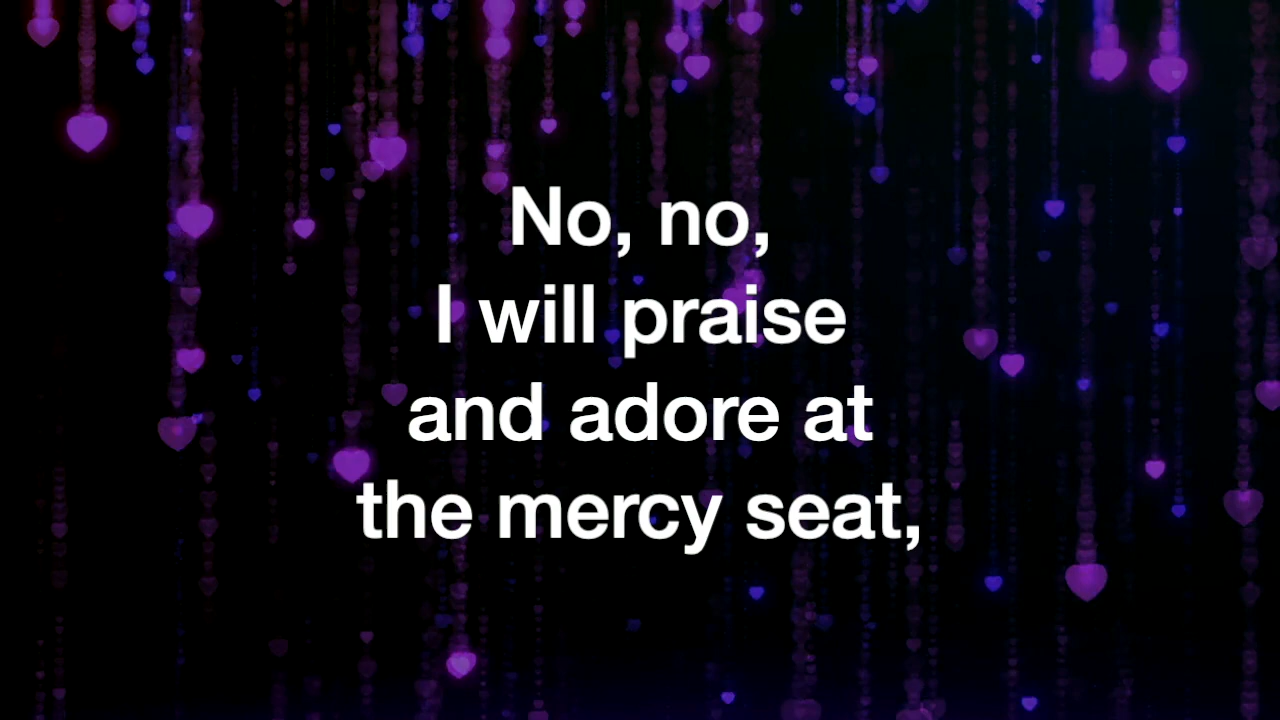 No, no,
I will praise
and adore at
the mercy seat,